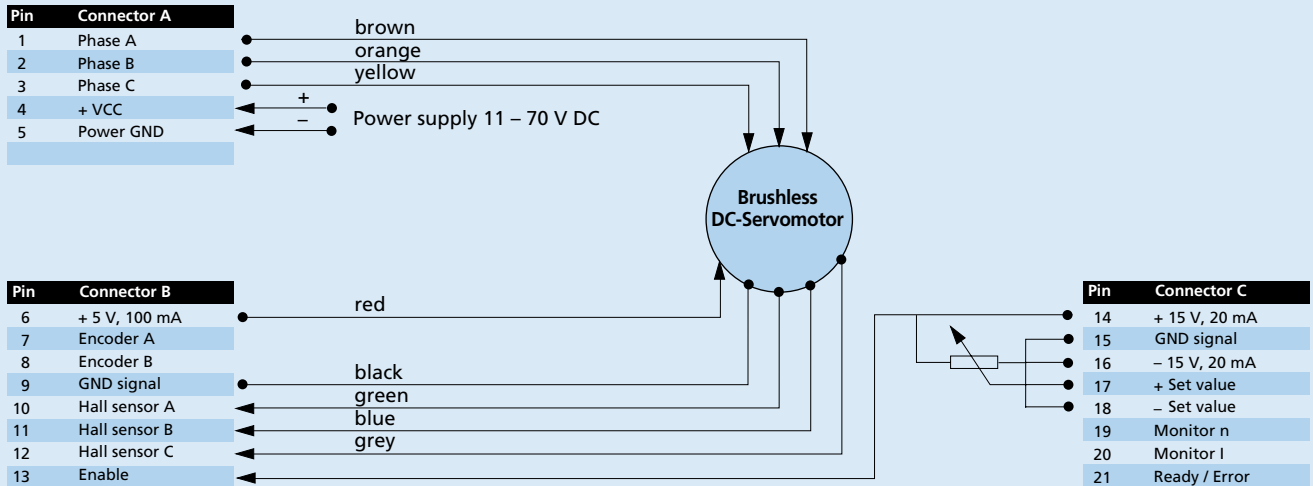 Pin Connector A
1 Phase A
2 Phase B
3 Phase C
4 + VCC
5 Power GND
brown
orange
yellow
+
–
Power supply 11 – 70 V DC
Brushless
DC-Servomotor
Pin Connector B
6 + 5 V, 100 mA
7 Encoder A
8 Encoder B
9 GND signal
10 Hall sensor A
11 Hall sensor B
12 Hall sensor C
13 Enable
red
black
green
blue
grey
Pin Connector C
14 + 15 V, 20 mA
15 GND signal
16 – 15 V, 20 mA
17 + Set value
18 – Set value
19 Monitor n
20 Monitor I
21 Ready / Error